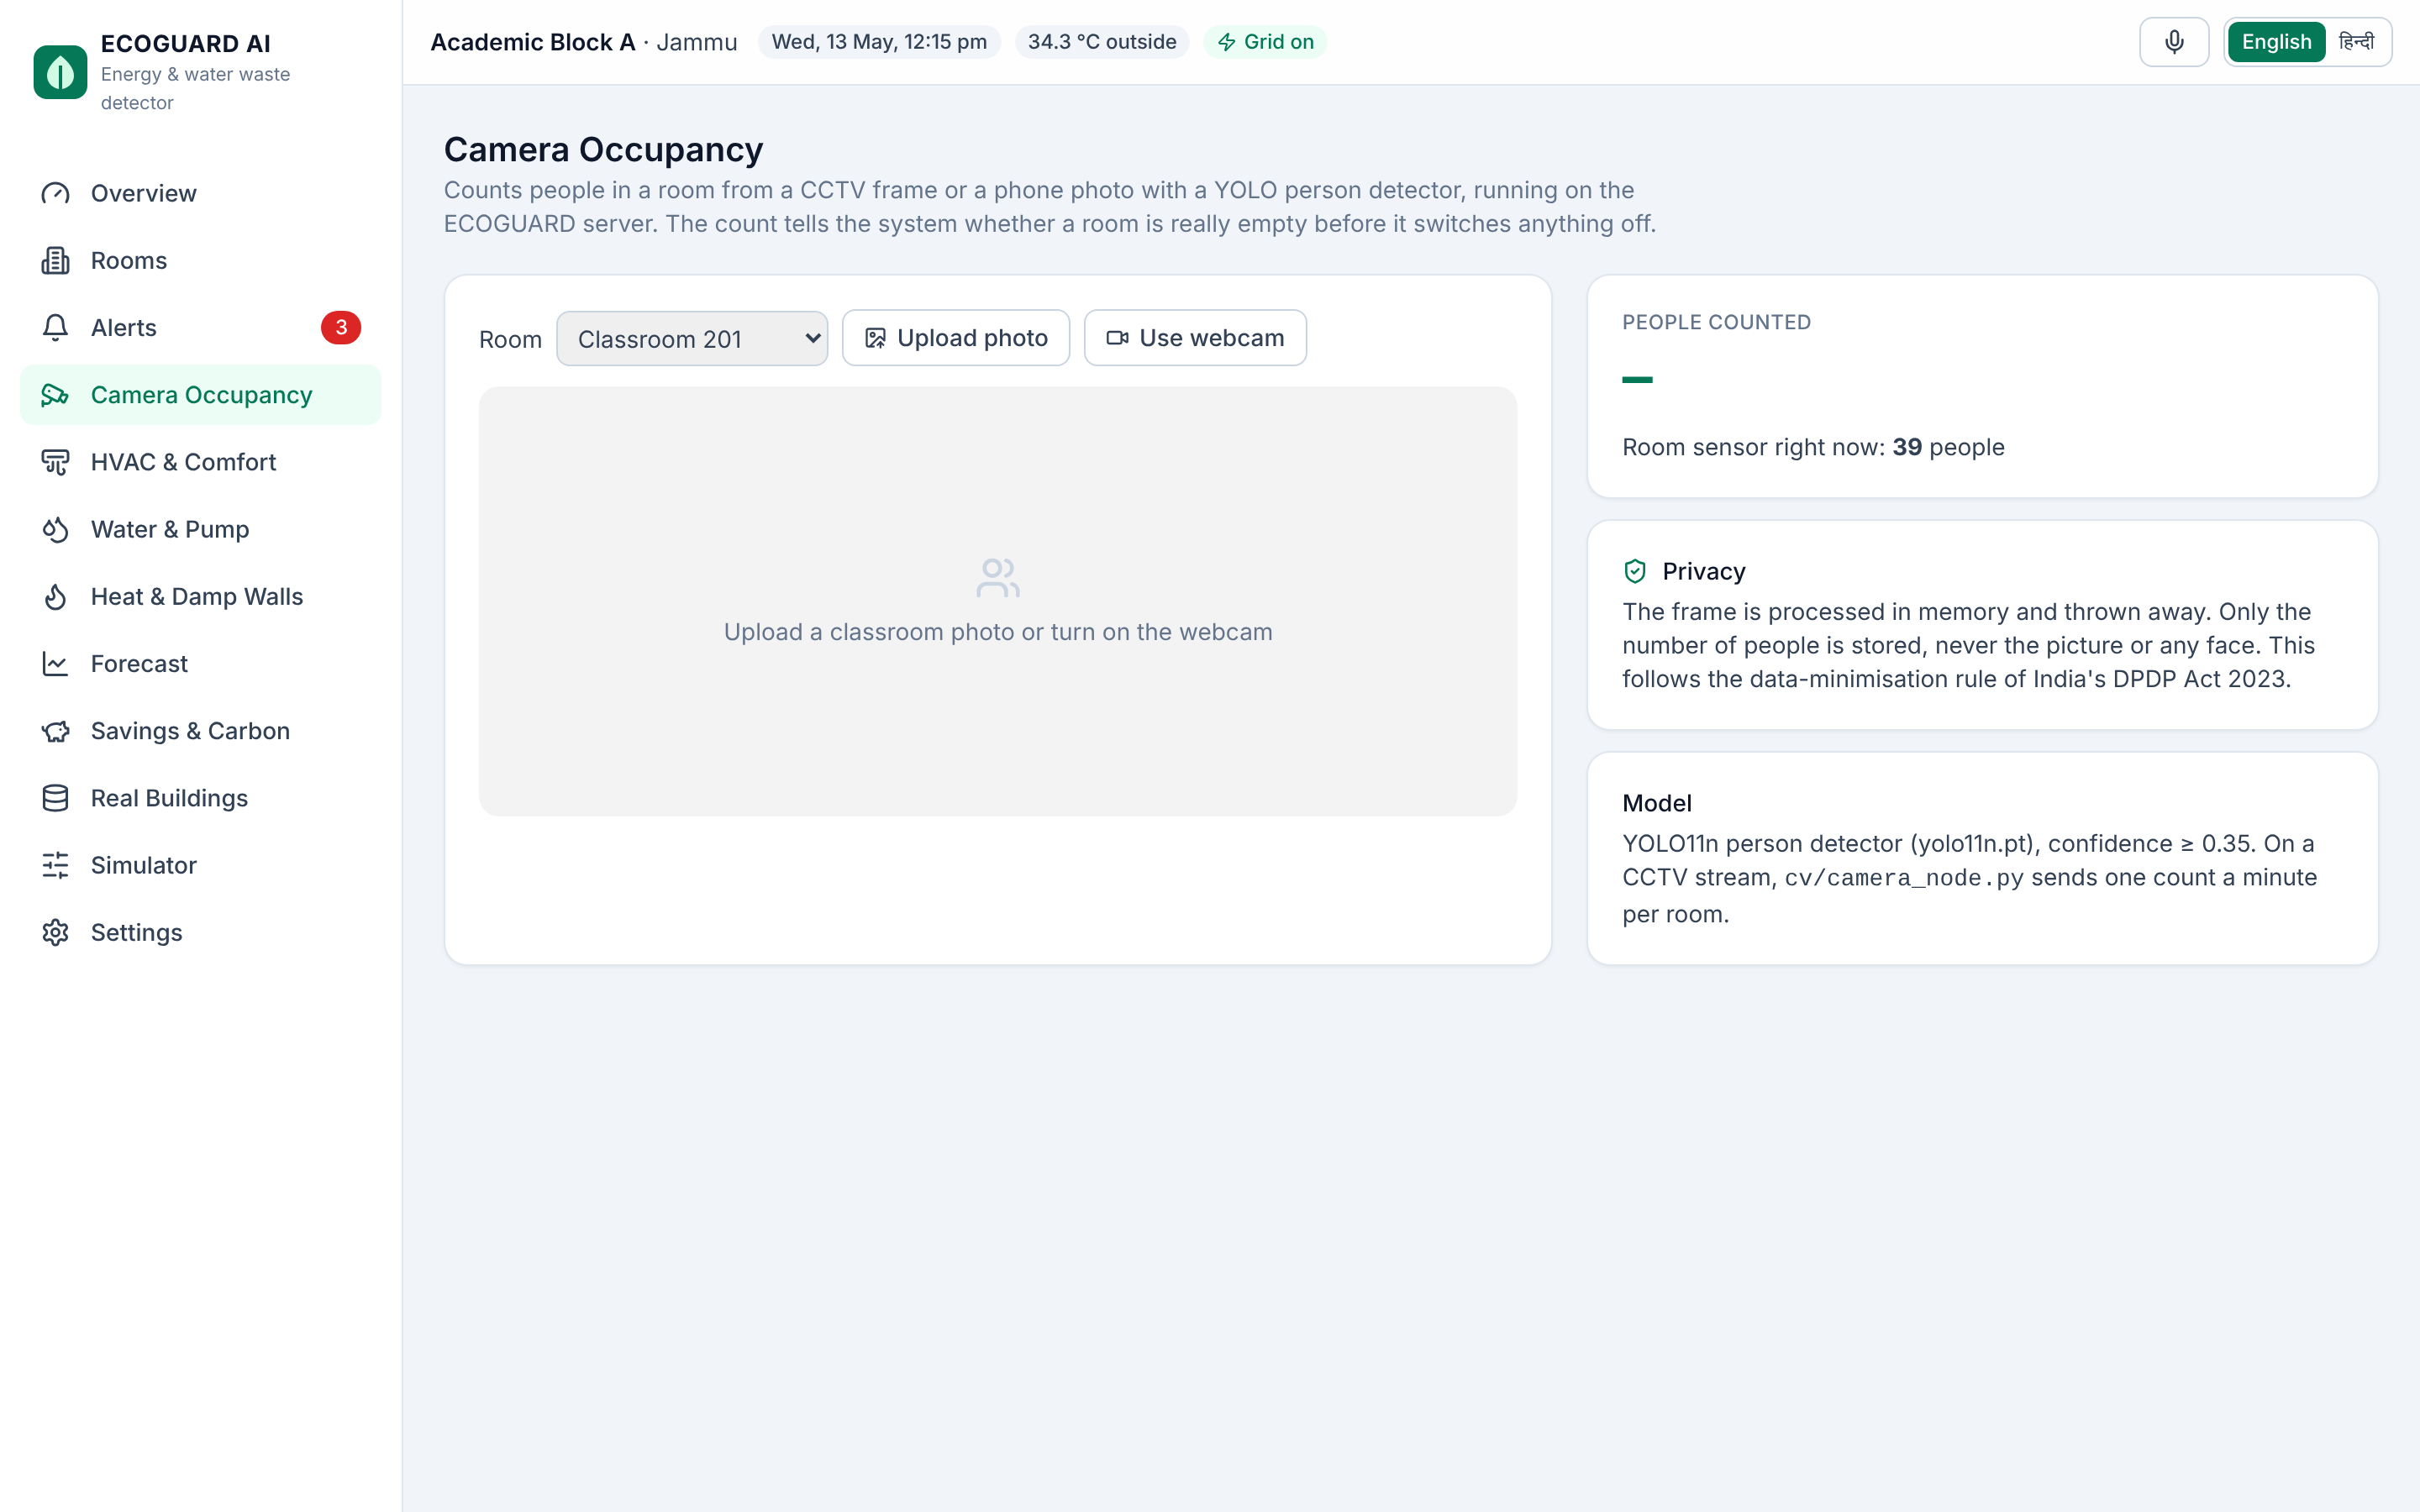 ECOGUARD AI
Energy & water waste
detector
Overview
Rooms
Alerts
3
Camera Occupancy
HVAC & Comfort
Water & Pump
Heat & Damp Walls
Forecast
Savings & Carbon
Real Buildings
Simulator
Settings
Academic Block A · Jammu
Wed, 13 May, 12:15 pm
34.3 °C outside
Grid on
English
हिन्दी
Camera Occupancy
Counts people in a room from a CCTV frame or a phone photo with a YOLO person detector, running on the
ECOGUARD server. The count tells the system whether a room is really empty before it switches anything off.
Room
Classroom 201
Upload photo
Use webcam
Upload a classroom photo or turn on the webcam
PEOPLE COUNTED
–
Room sensor right now: 39 people
Privacy
The frame is processed in memory and thrown away. Only the
number of people is stored, never the picture or any face. This
follows the data-minimisation rule of India's DPDP Act 2023.
Model
YOLO11n person detector (yolo11n.pt), confidence ≥ 0.35. On a
CCTV stream, cv/camera_node.py sends one count a minute
per room.